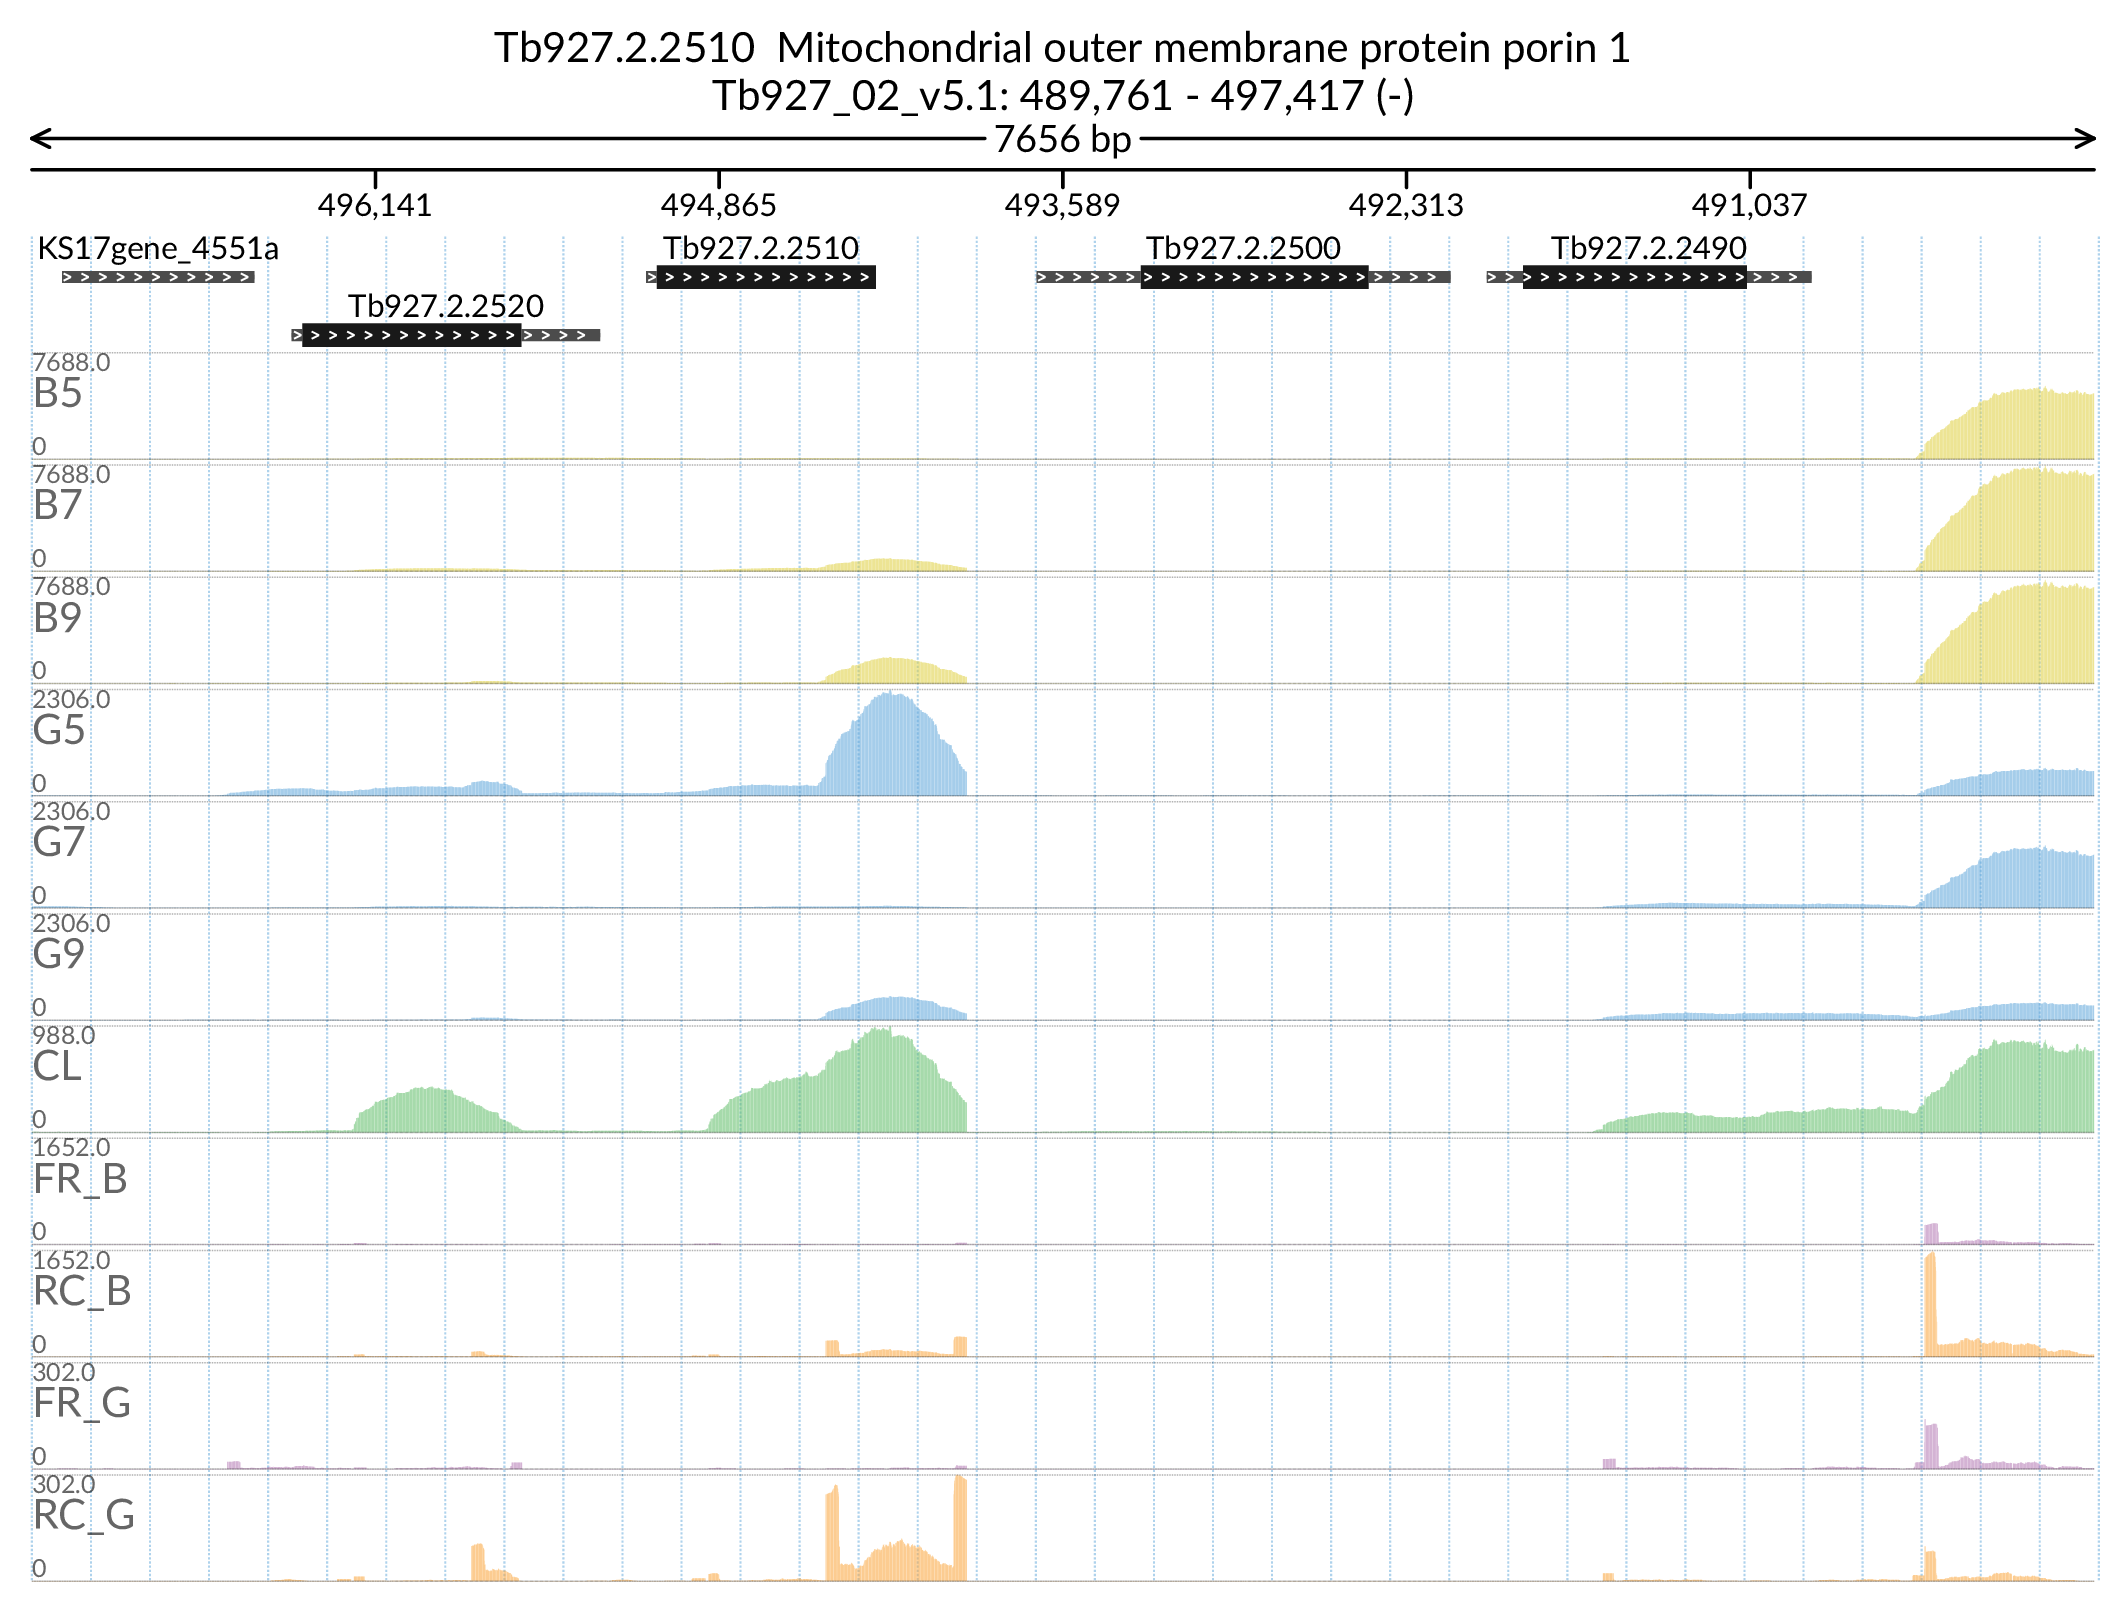 Tb927.2.2510 Mitochondrial outer membrane protein porin 1
Tb927_02_v5.1: 489,761 - 497,417 (-)
7656 bp
496,141 494,865 493,589 492,313 491,037
KS17gene_4551a Tb927.2.2510 Tb927.2.2500 Tb927.2.2490
Tb927.2.2520
7688.0
B5
0
7688.0
B7
0
7688.0
B9
0
2306.0
G5
0
2306.0
G7
0
2306.0
G9
0
988.0
CL
0
1652.0
FR_B
0
1652.0
RC_B
0
302.0
FR_G
0
302.0
RC_G
0